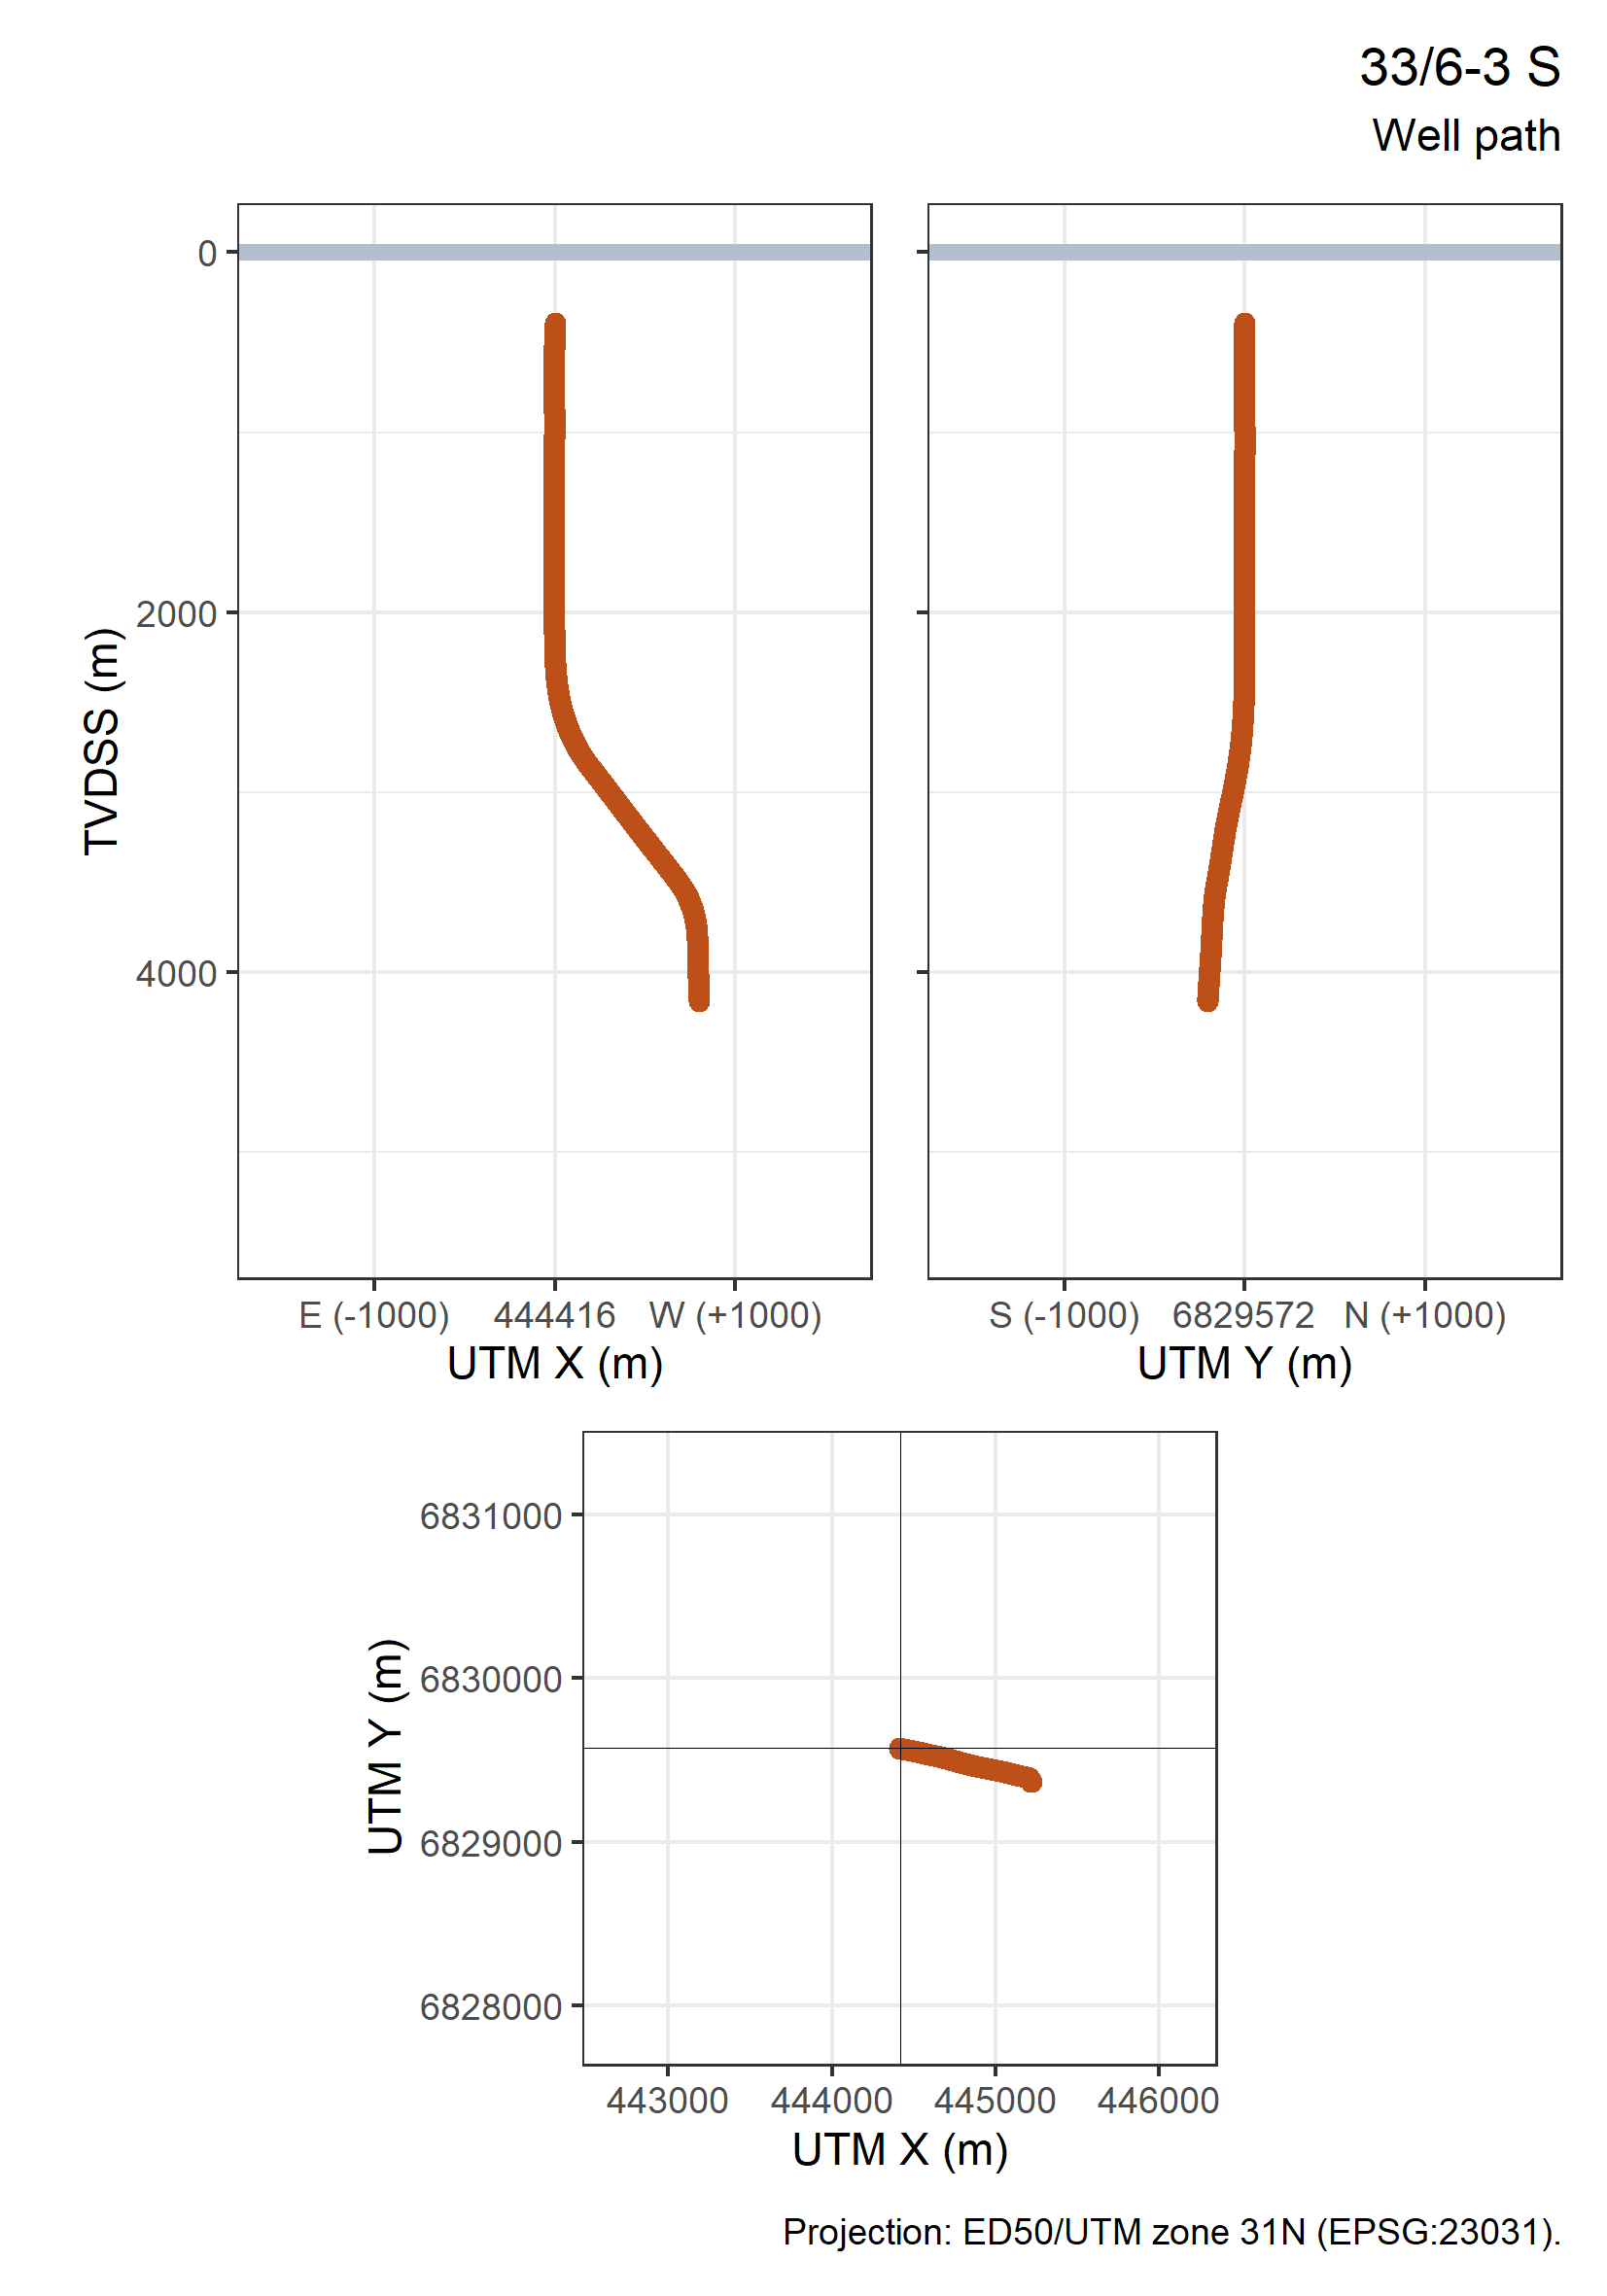 33/6-3 S
Well path
TVDSS (m)
0
2000
4000
E (-1000) 444416 W (+1000)
UTM X (m)
S (-1000) 6829572 N (+1000)
UTM Y (m)
UTM Y (m)
6831000
6830000
6829000
6828000
443000 444000 445000 446000
UTM X (m)
Projection: ED50/UTM zone 31N (EPSG:23031).